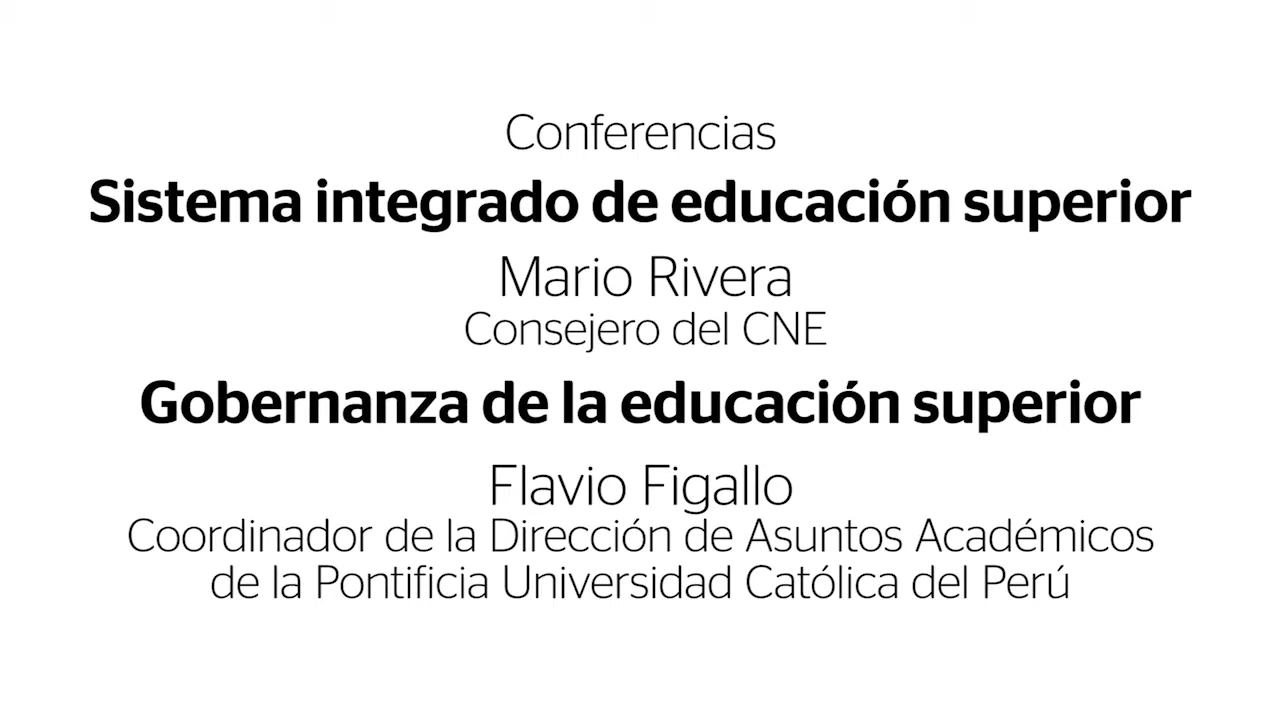 Conferencias
Sistema integrado de educación superior
Mario Rivera
Consejero del CNE
Gobernanza de la educación superior
Flavio Figallo
Coordinador de la Dirección de Asuntos Académicos
de la Pontificia Universidad Católica del Perú